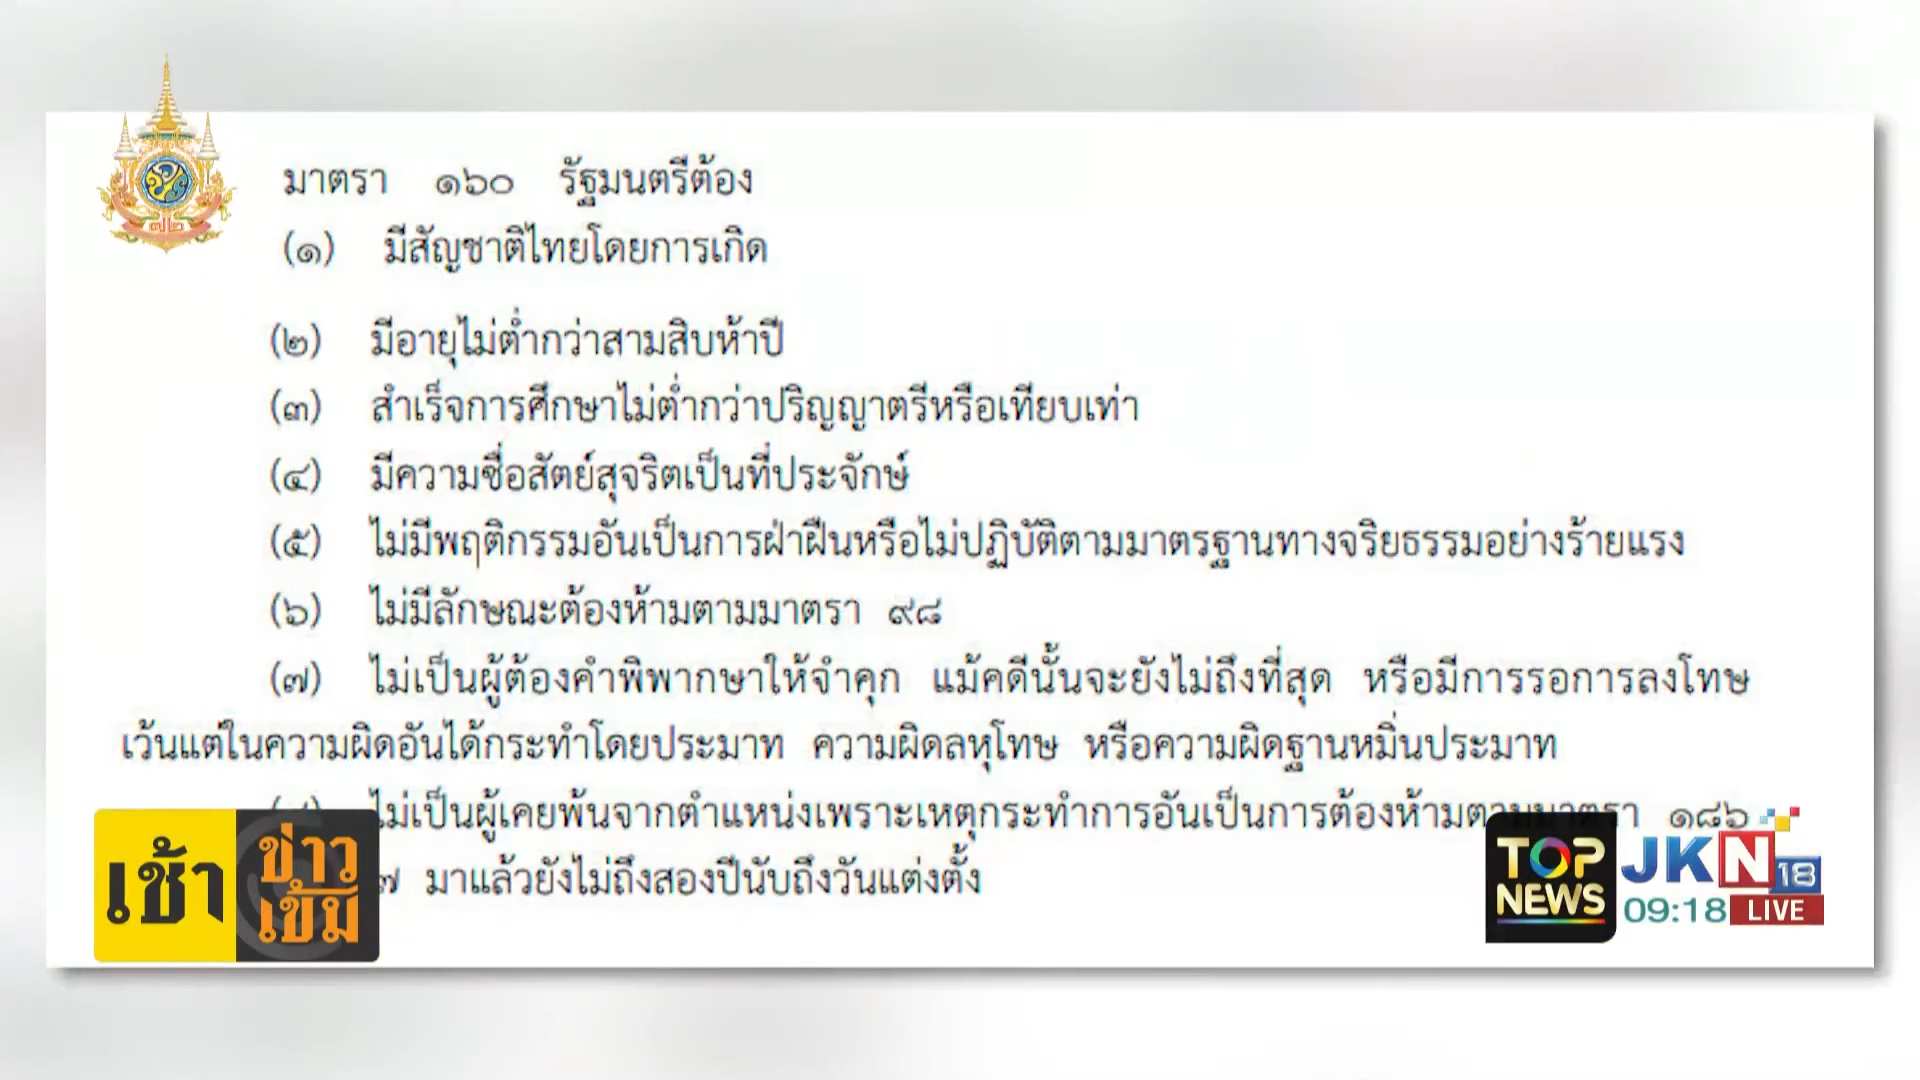 มาตรา ๑๖๐ รัฐมนตรีต้อง
(๑) มีสัญชาติไทยโดยการเกิด
(๒) มีอายุไม่ต่ำกว่าสามสิบห้าปี
(๓) สำเร็จการศึกษาไม่ต่ำกว่าปริญญาตรีหรือเทียบเท่า
(๔) มีความซื่อสัตย์สุจริตเป็นที่ประจักษ์
(๕) ไม่มีพฤติกรรมอันเป็นการฝ่าฝืนหรือไม่ปฏิบัติตามมาตรฐานทางจริยธรรมอย่างร้ายแรง
(๖) ไม่มีลักษณะต้องห้ามตามมาตรา ๙๘
(๗) ไม่เป็นผู้ต้องคำพิพากษาให้จำคุก แม้คดีนั้นจะยังไม่ถึงที่สุด หรือมีการรอการลงโทษ
เว้นแต่ในความผิดอันได้กระทำโดยประมาท ความผิดลหุโทษ หรือความผิดฐานหมิ่นประมาท
ไม่เป็นผู้เคยพ้นจากตำแหน่งเพราะเหตุกระทำการอันเป็นการต้องห้ามตามมาตรา ๑๘๖
๗ มาแล้วยังไม่ถึงสองปีนับถึงวันแต่งตั้ง
เช้า ข่าวเข้ม
TOP NEWS
JKN 18
09:18 LIVE